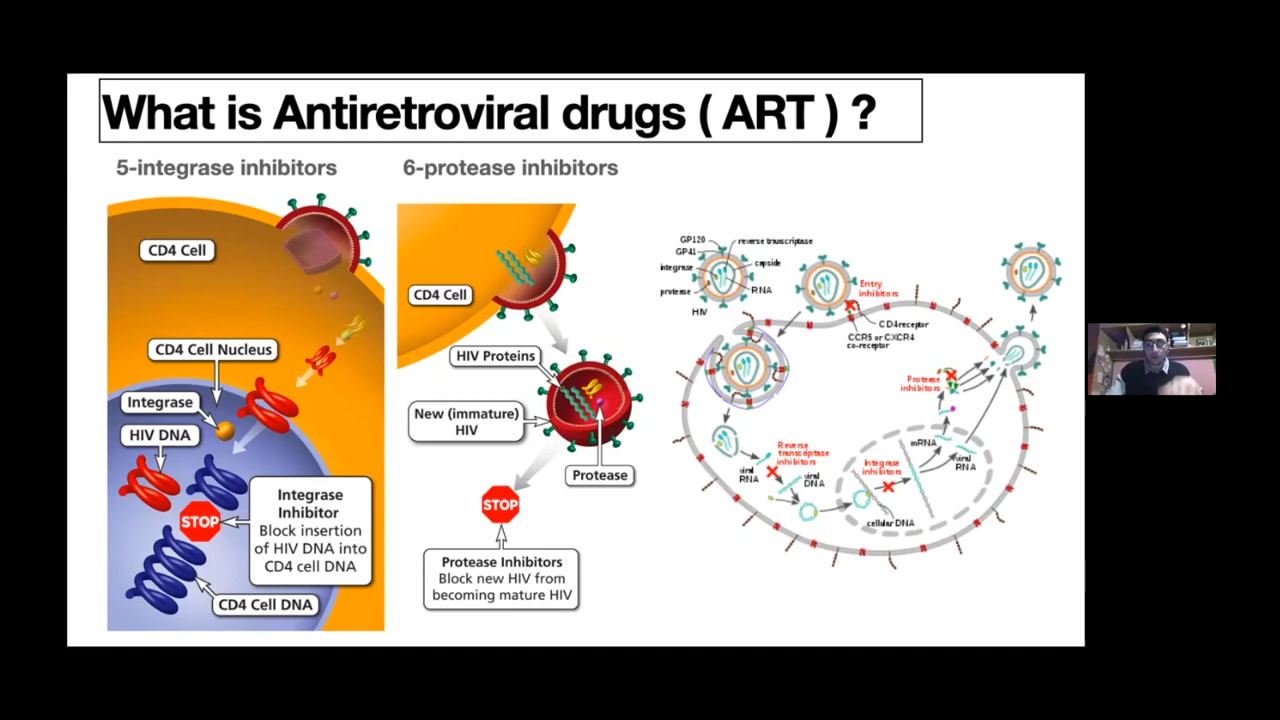 What is Antiretroviral drugs ( ART ) ?
5-integrase inhibitors
6-protease inhibitors
CD4 Cell
CD4 Cell Nucleus
Integrase
HIV DNA
STOP
Integrase
Inhibitor
Block insertion
of HIV DNA into
CD4 cell DNA
CD4 Cell DNA
CD4 Cell
HIV Proteins
New (immature)
HIV
Protease
STOP
Protease Inhibitors
Block new HIV from
becoming mature HIV
GP120
GP41
integrase
protease
reverse transcriptase
capside
RNA
HIV
Entry
inhibitors
CD4 receptor
CCR5 or CXCR4
co-receptor
Protease
inhibitors
Reverse
transcriptase
inhibitors
viral
RNA
viral
DNA
Integrase
inhibitors
cellular DNA
mRNA
viral
RNA